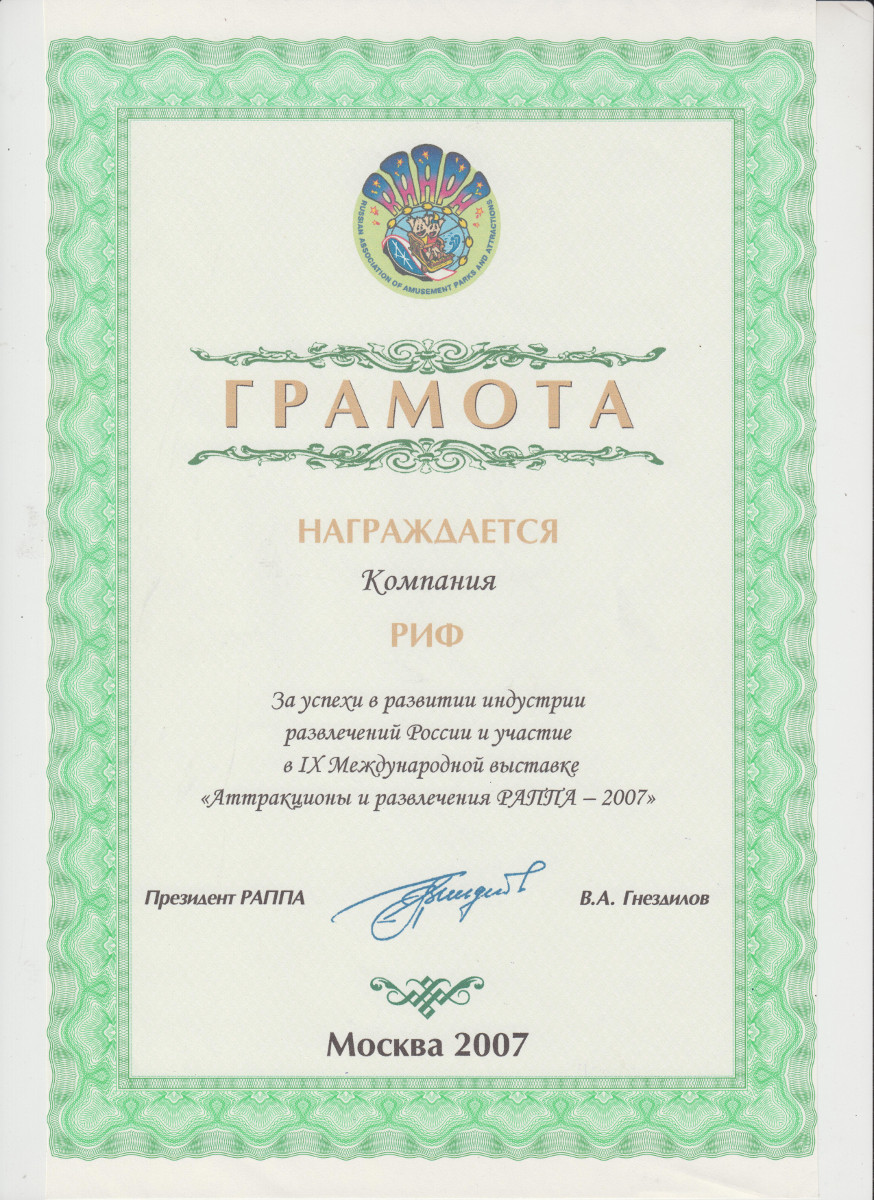 RAAPA
RUSSIAN ASSOCIATION OF AMUSEMENT PARKS AND ATTRACTIONS
ГРАМОТА
НАГРАЖДАЕТСЯ
Компания
РИФ
За успехи в развитии индустрии
развлечений России и участие
в IX Международной выставке
«Аттракционы и развлечения РАППА – 2007»
Президент РАППА
В.А. Гнездилов
Москва 2007